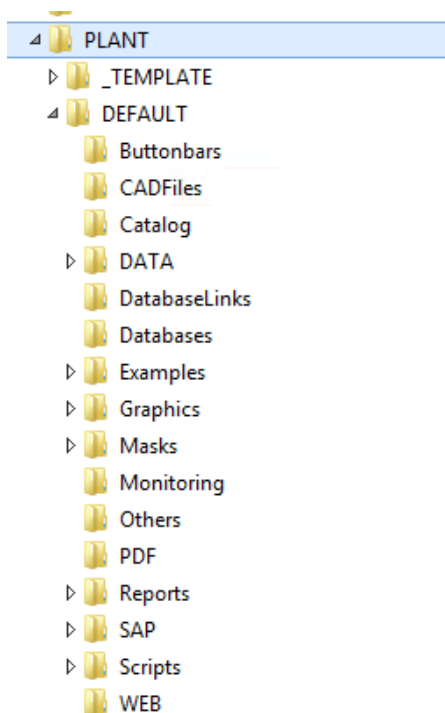 PLANT
_TEMPLATE
DEFAULT
Buttonbars
CADFiles
Catalog
DATA
DatabaseLinks
Databases
Examples
Graphics
Masks
Monitoring
Others
PDF
Reports
SAP
Scripts
WEB